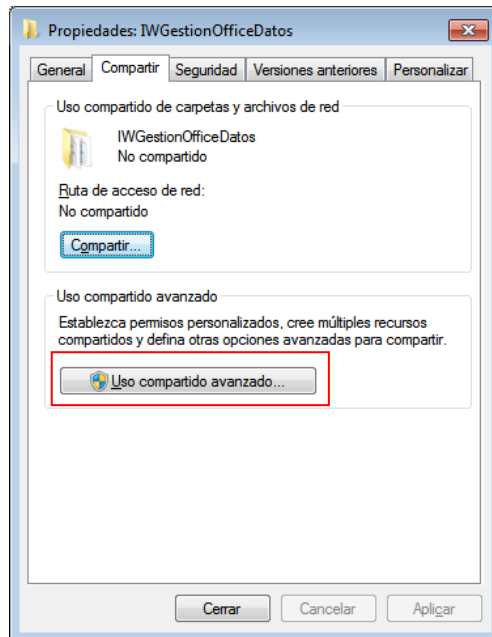 Propiedades: IWGestionOfficeDatos
General Compartir Seguridad Versiones anteriores Personalizar
Uso compartido de carpetas y archivos de red
IWGestionOfficeDatos
No compartido
Ruta de acceso de red:
No compartido
Compartir...
Uso compartido avanzado
Establezca permisos personalizados, cree múltiples recursos
compartidos y defina otras opciones avanzadas para compartir.
Uso compartido avanzado...
Cerrar Cancelar Aplicar